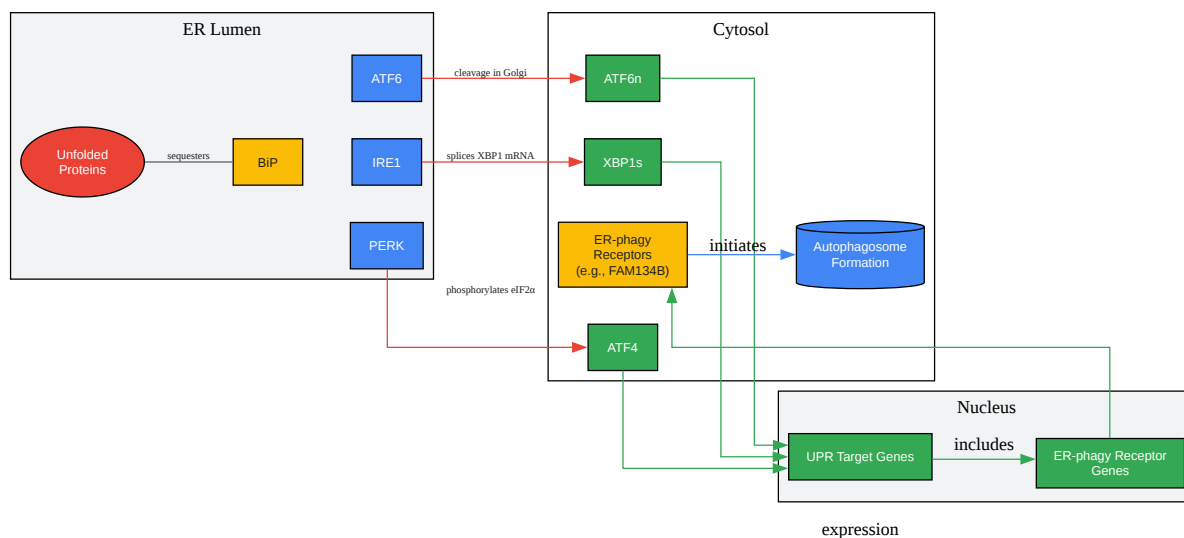 ER Lumen
Cytosol
ATF6
cleavage in Golgi
ATF6n
Unfolded
Proteins
sequesters
BiP
IRE1
splices XBP1 mRNA
XBP1s
PERK
ER-phagy
Receptors
(e.g., FAM134B)
initiates
Autophagosome
Formation
phosphorylates eIF2α
ATF4
Nucleus
UPR Target Genes
includes
ER-phagy Receptor
Genes
expression